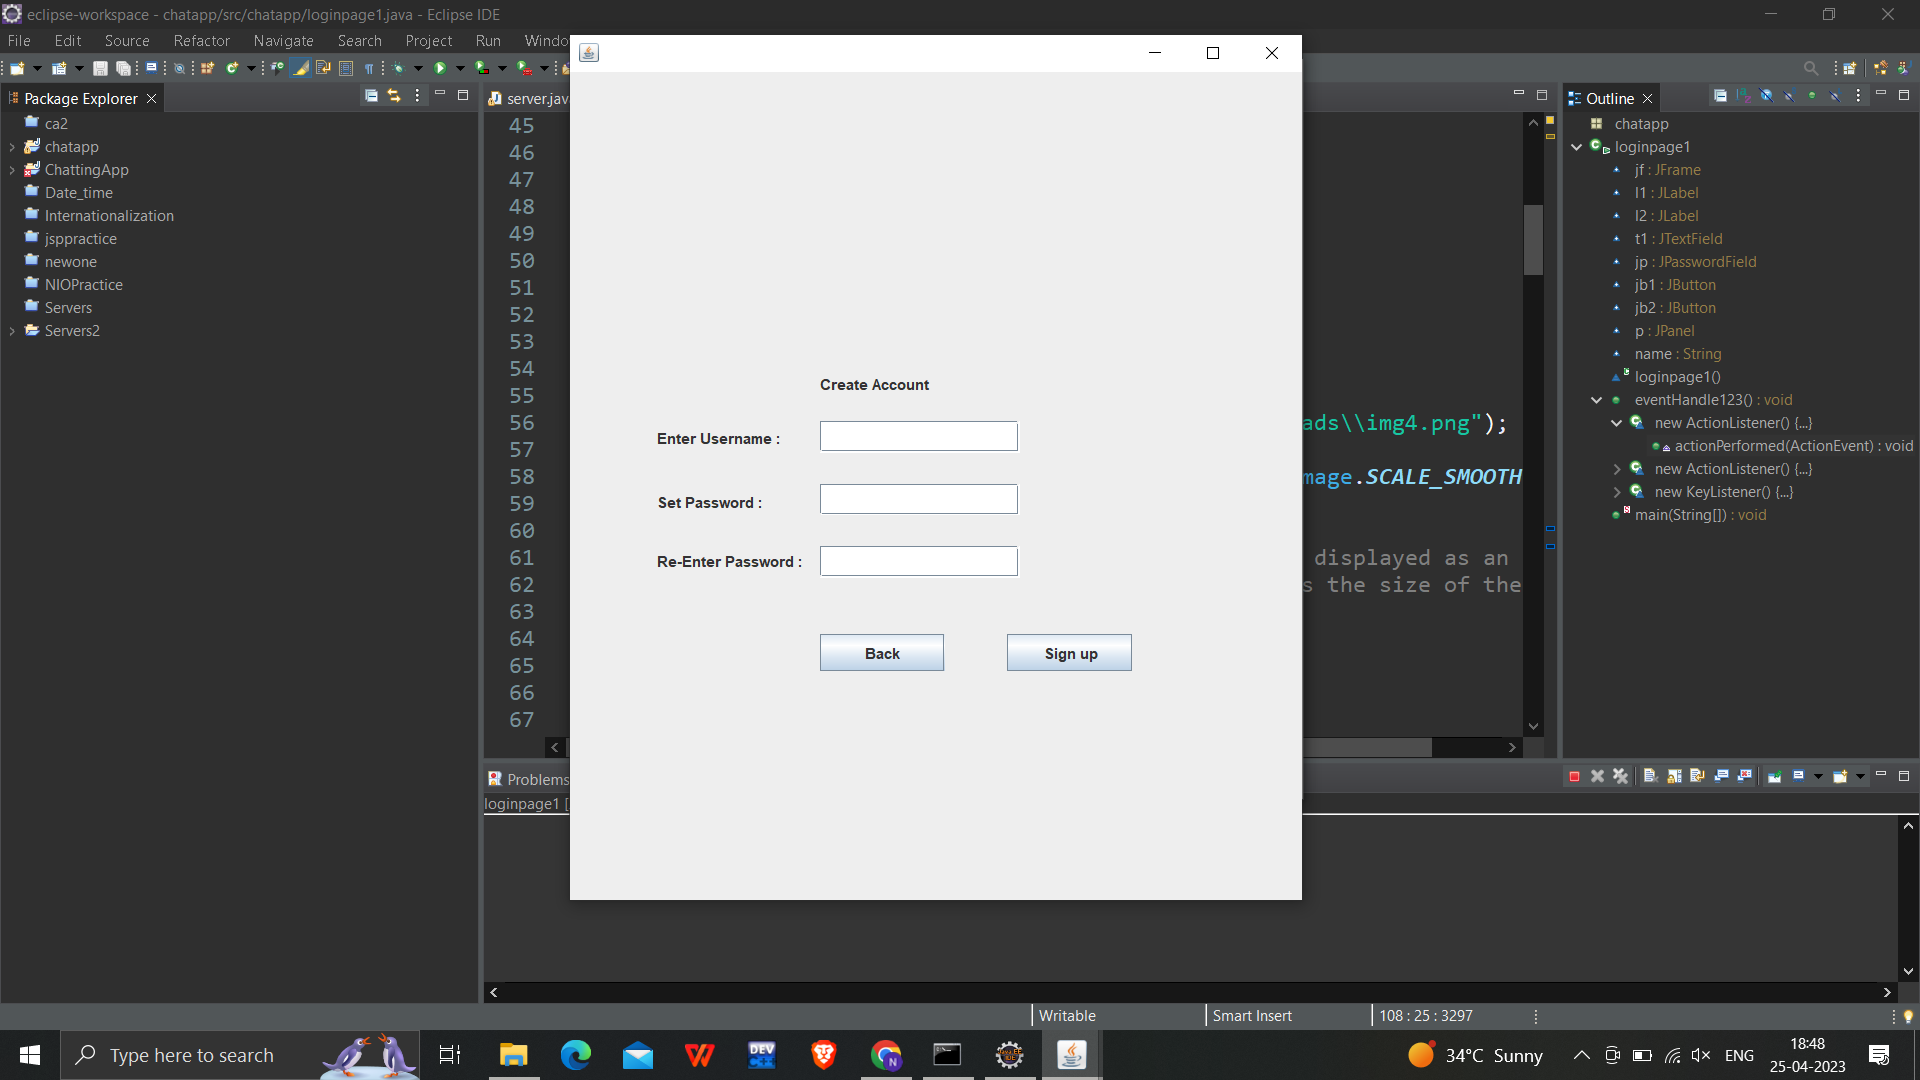 eclipse-workspace - chatapp/src/chatapp/loginpage1.java - Eclipse IDE
File Edit Source Refactor Navigate Search Project Run Windo
Package Explorer
ca2
chatapp
ChattingApp
Date_time
Internationalization
jsppractice
newone
NIOPractice
Servers
Servers2
server.jav
45
46
47
48
49
50
51
52
53
54
55
56
57
58
59
60
61
62
63
64
65
66
67
ads\\img4.png");
mage.SCALE_SMOOTH
displayed as an
s the size of the
Create Account
Enter Username :
Set Password :
Re-Enter Password :
Back
Sign up
Outline
chatapp
loginpage1
jf : JFrame
l1 : JLabel
l2 : JLabel
t1 : JTextField
jp : JPasswordField
jb1 : JButton
jb2 : JButton
p : JPanel
name : String
loginpage1()
eventHandle123() : void
new ActionListener() {...}
actionPerformed(ActionEvent) : void
new ActionListener() {...}
new KeyListener() {...}
main(String[]) : void
Problems
loginpage1 [
Writable
Smart Insert
108 : 25 : 3297
Type here to search
DEV
34°C Sunny
ENG
18:48
25-04-2023